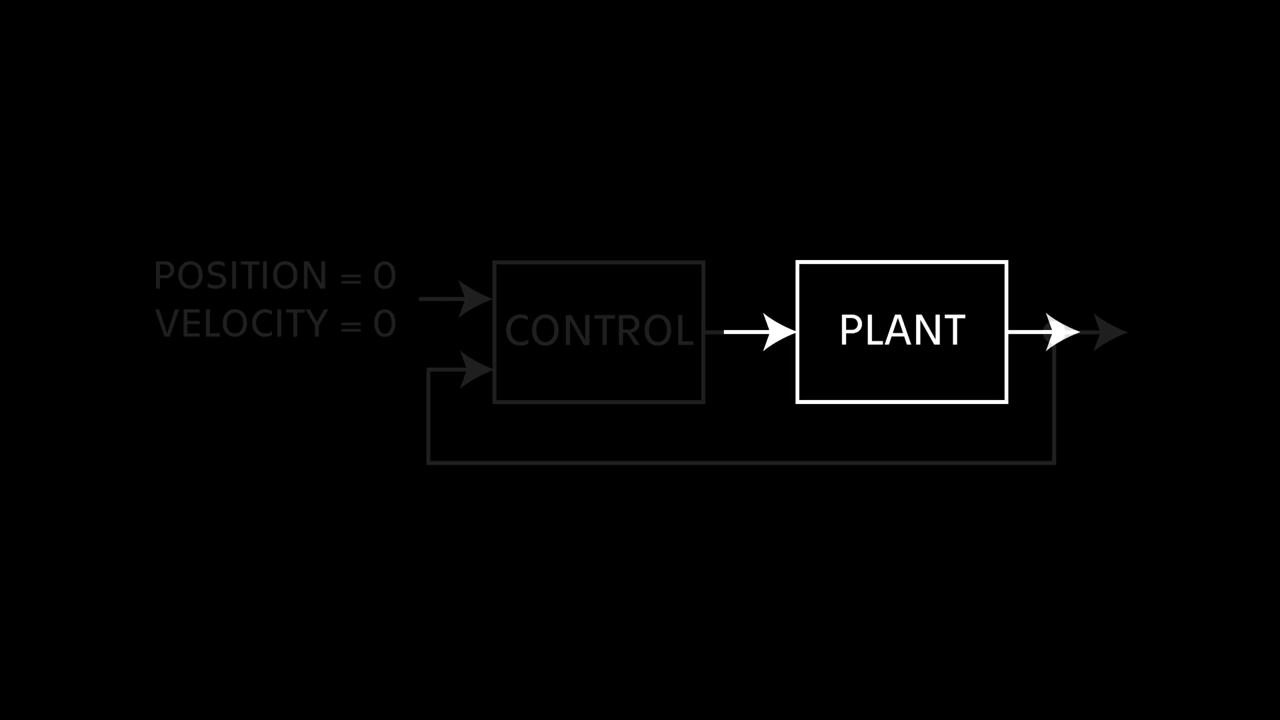 POSITION = 0
VELOCITY = 0
CONTROL
PLANT